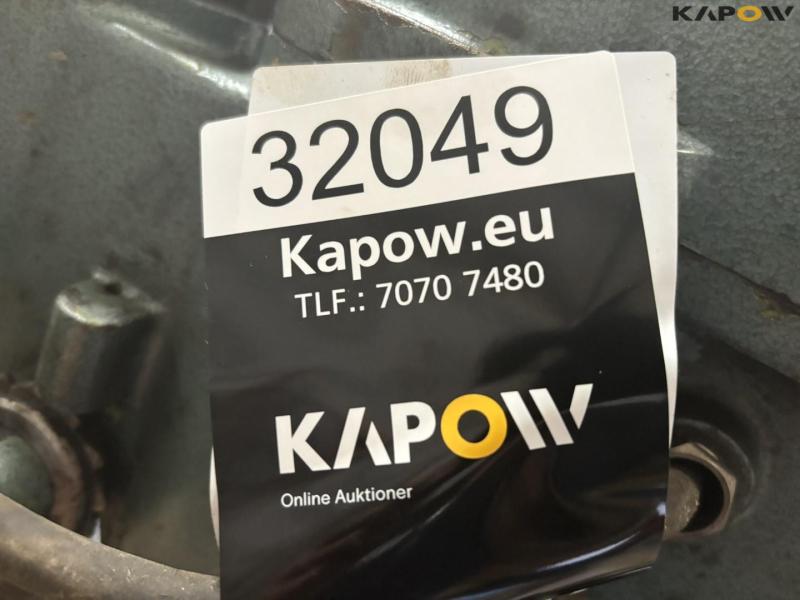 KAPOW
32049
Kapow.eu
TLF.: 7070 7480
KAPOW
Online Auktioner